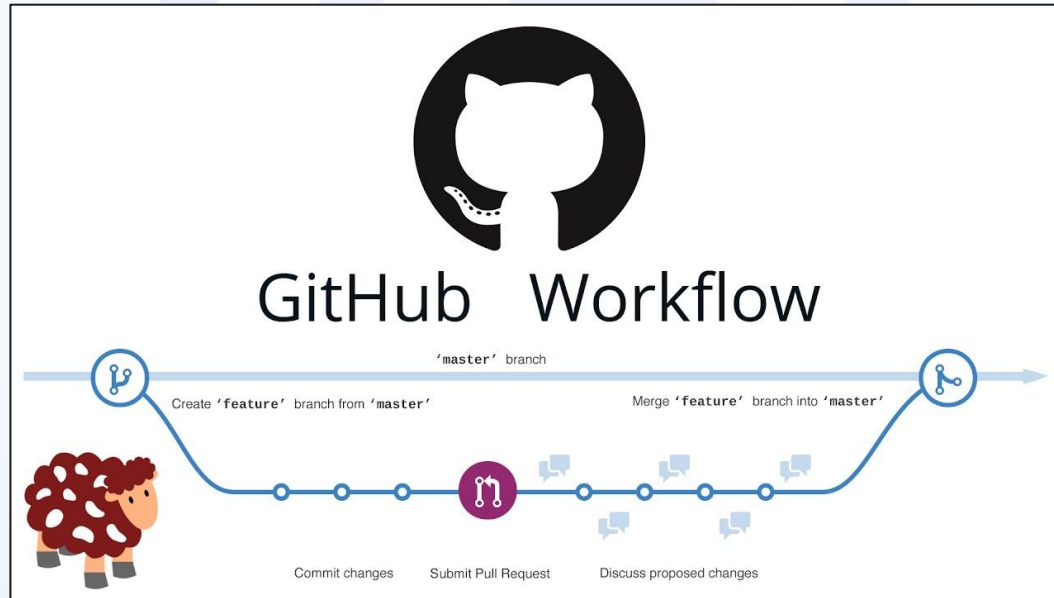 GitHub Workflow
‘master’ branch
Create ‘feature’ branch from ‘master’
Merge ‘feature’ branch into ‘master’
Commit changes
Submit Pull Request
Discuss proposed changes